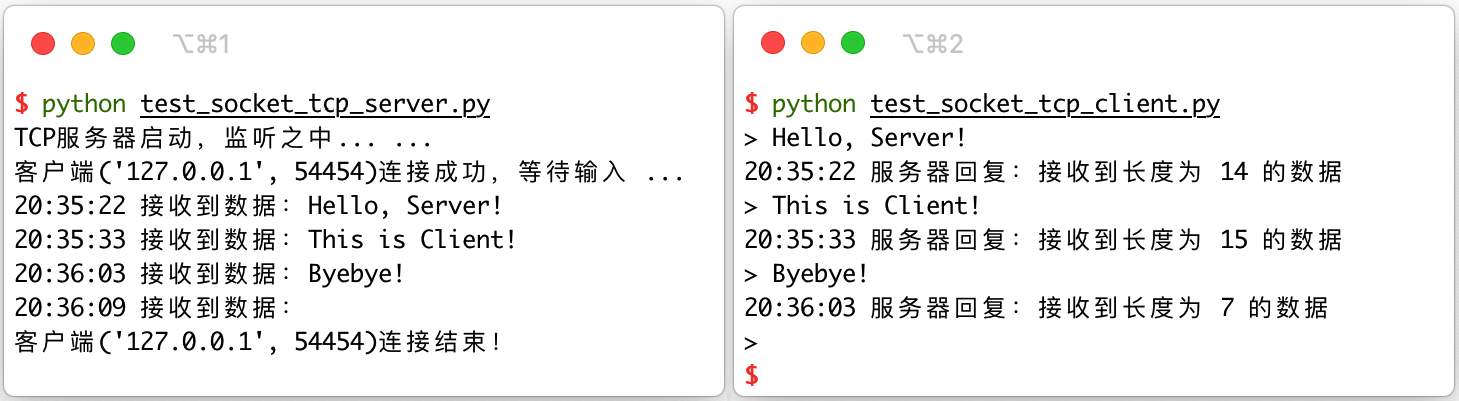 ⌥⌘1
$ python test_socket_tcp_server.py
TCP服务器启动，监听之中... ...
客户端('127.0.0.1', 54454)连接成功，等待输入 ...
20:35:22 接收到数据：Hello, Server!
20:35:33 接收到数据：This is Client!
20:36:03 接收到数据：Byebye!
20:36:09 接收到数据：
客户端('127.0.0.1', 54454)连接结束！
⌥⌘2
$ python test_socket_tcp_client.py
> Hello, Server!
20:35:22 服务器回复：接收到长度为 14 的数据
> This is Client!
20:35:33 服务器回复：接收到长度为 15 的数据
> Byebye!
20:36:03 服务器回复：接收到长度为 7 的数据
>
$